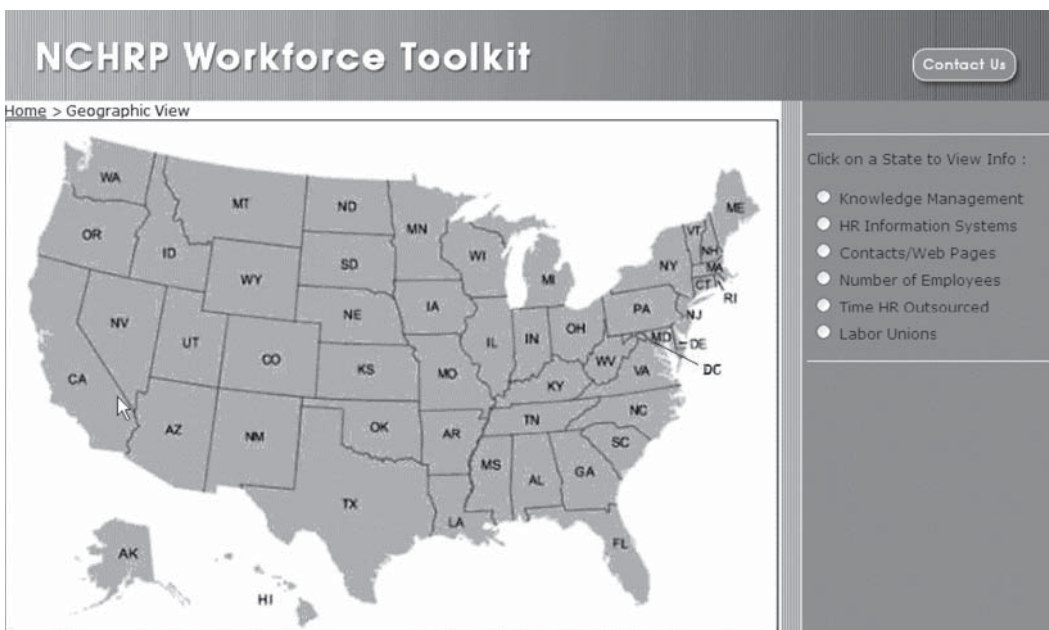 NCHRP Workforce Toolkit
Contact Us
Home > Geographic View
Click on a State to View Info :
Knowledge Management
HR Information Systems
Contacts/Web Pages
Number of Employees
Time HR Outsourced
Labor Unions
WA
MT
ND
MN
ME
OR
ID
SD
WI
MI
VT
NH
NY
MA
CT
RI
WY
IA
PA
NJ
NV
NE
OH
MD
DE
UT
IL
IN
DC
CO
KS
MO
WV
VA
CA
KY
AZ
NM
OK
AR
TN
NC
SC
MS
AL
GA
TX
LA
FL
AK
HI